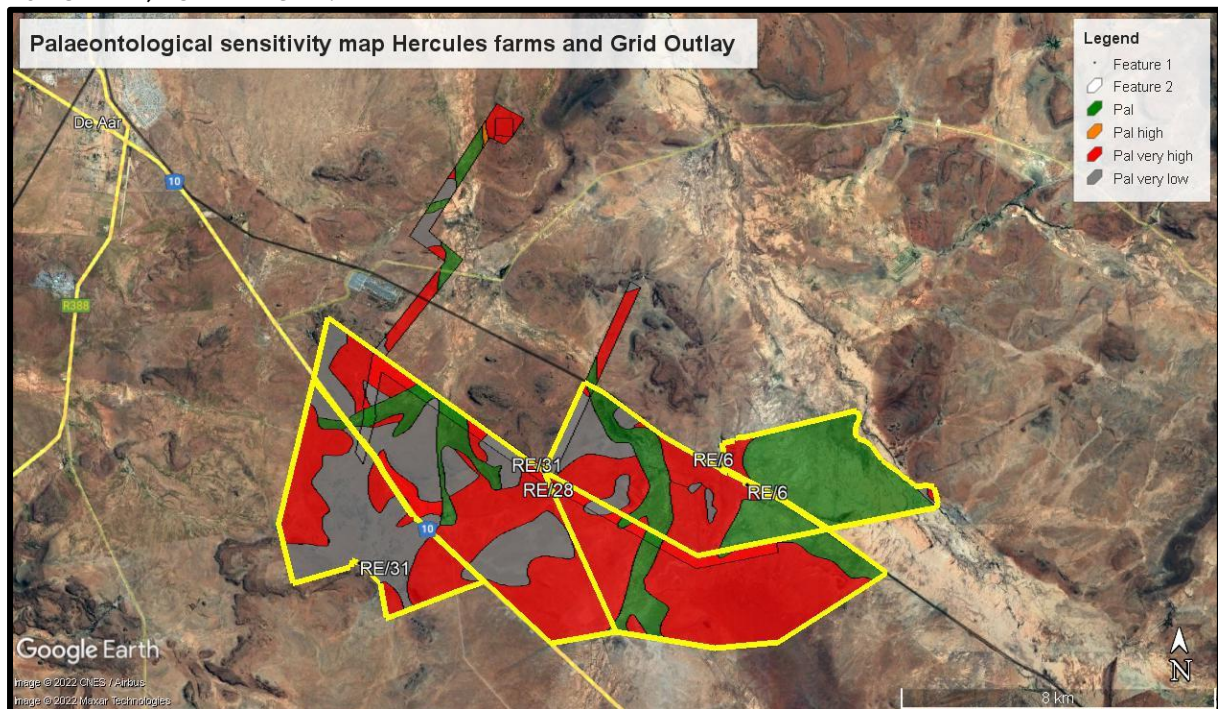 Palaeontological sensitivity map Hercules farms and Grid Outlay
Legend
Feature 1
Feature 2
Pal
Pal high
Pal very high
Pal very low
De Aar
10
R388
RE/31
RE/28
RE/6
RE/6
10
RE/31
Google Earth
Image © 2022 CNES / Airbus
Image © 2022 Maxar Technologies
N
8 km